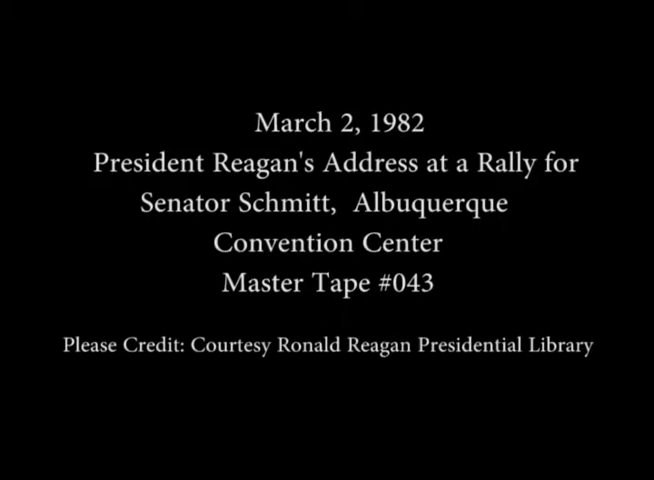 March 2, 1982
President Reagan's Address at a Rally for
Senator Schmitt,  Albuquerque
Convention Center
Master Tape #043
Please Credit: Courtesy Ronald Reagan Presidential Library